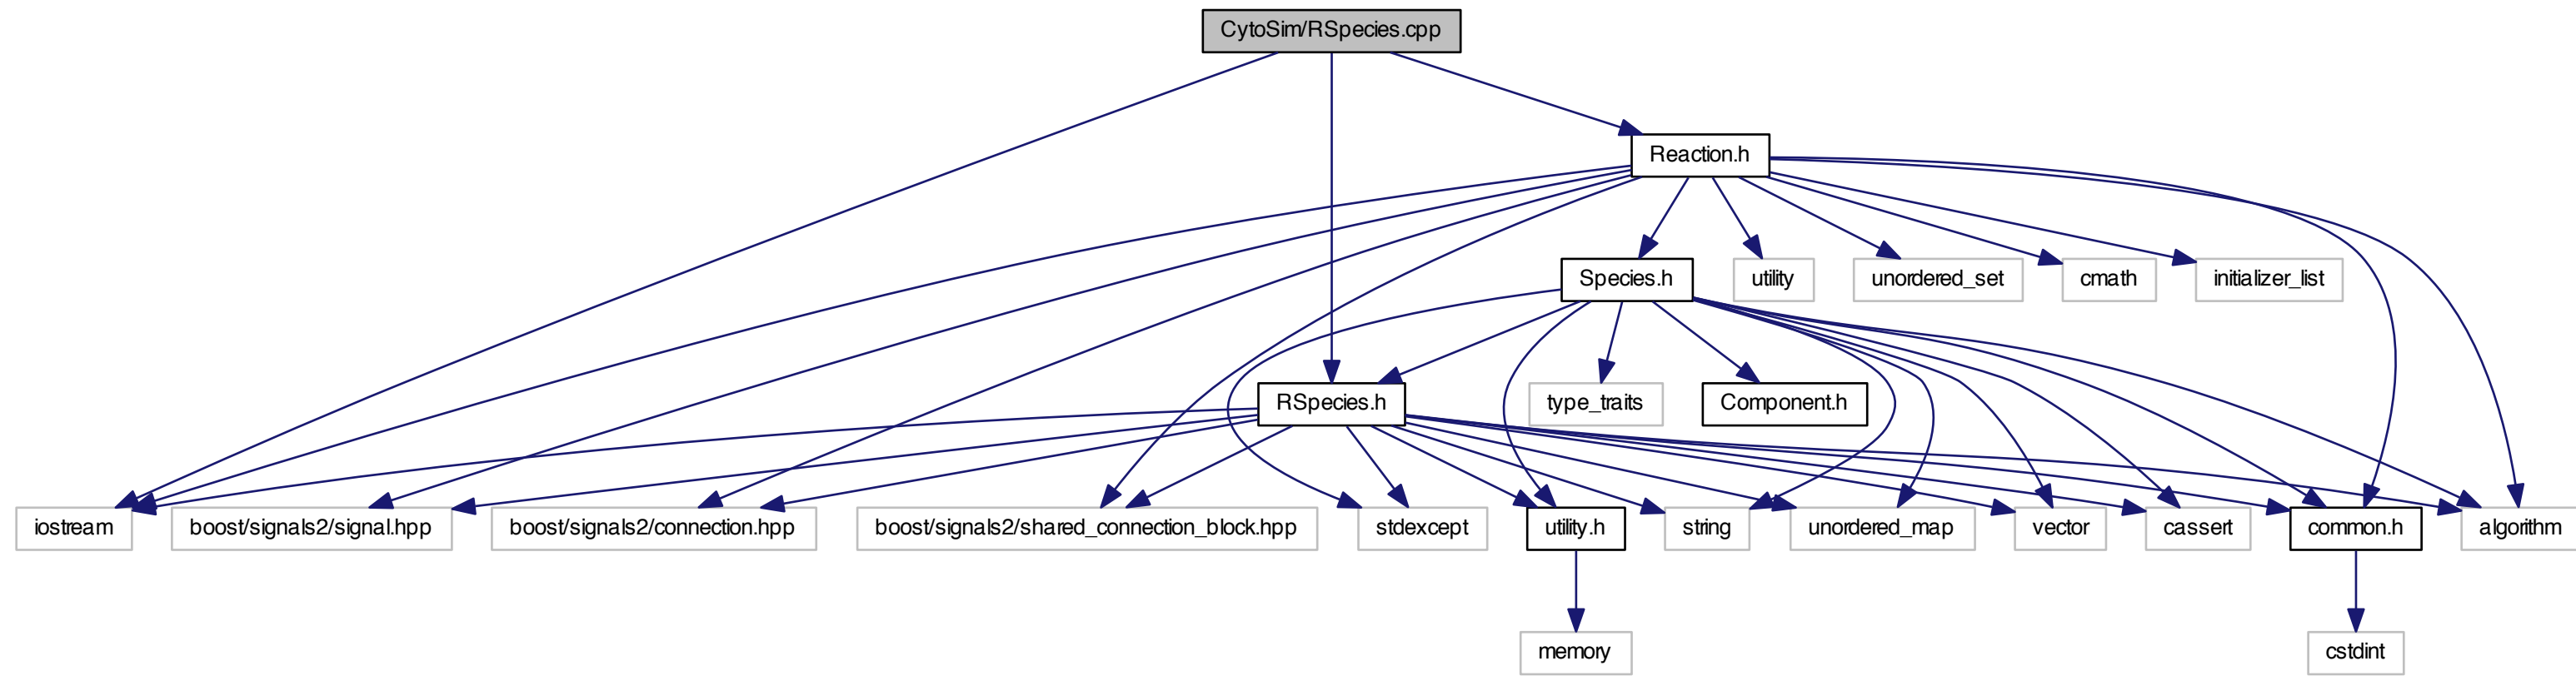 CytoSim/RSpecies.cpp
Reaction.h
Species.h
utility
unordered_set
cmath
initializer_list
RSpecies.h
type_traits
Component.h
iostream
boost/signals2/signal.hpp
boost/signals2/connection.hpp
boost/signals2/shared_connection_block.hpp
stdexcept
utility.h
string
unordered_map
vector
cassert
common.h
algorithm
memory
cstdint